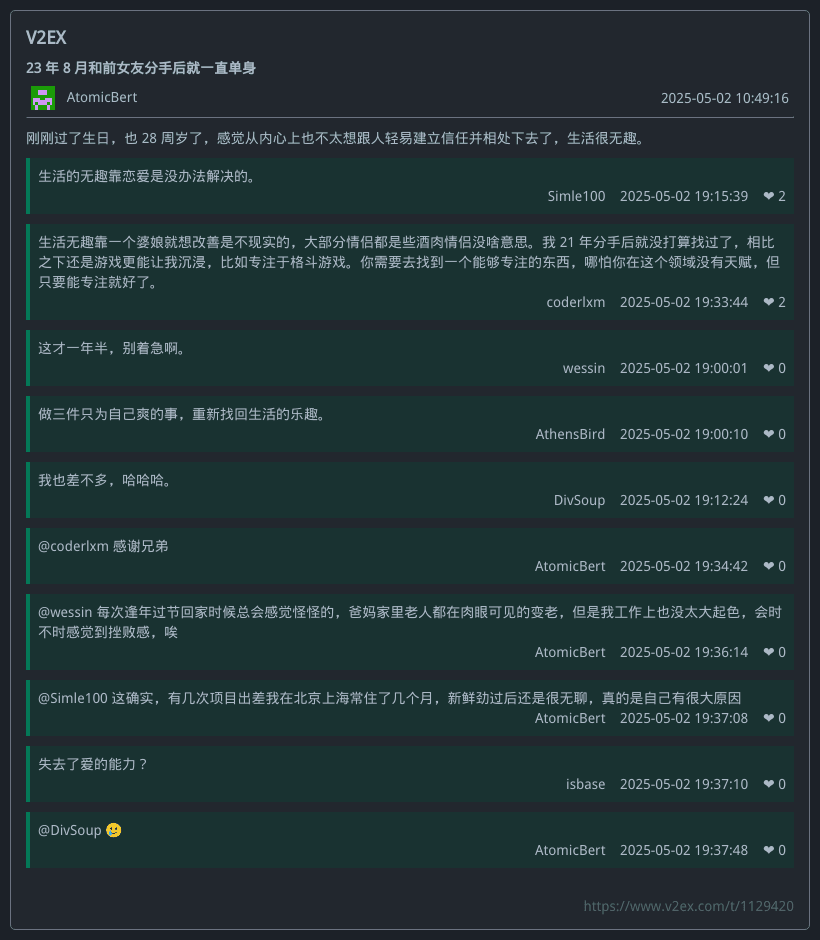 V2EX
23 年 8 月和前女友分手后就一直单身
AtomicBert 2025-05-02 10:49:16
刚刚过了生日，也 28 周岁了，感觉从内心上也不太想跟人轻易建立信任并相处下去了，生活很无趣。
生活的无趣靠恋爱是没办法解决的。
Simle100 2025-05-02 19:15:39 ❤ 2
生活无趣靠一个婆娘就想改善是不现实的，大部分情侣都是些酒肉情侣没啥意思。我 21 年分手后就没打算找过了，相比
之下还是游戏更能让我沉浸，比如专注于格斗游戏。你需要去找到一个能够专注的东西，哪怕你在这个领域没有天赋，但
只要能专注就好了。
coderlxm 2025-05-02 19:33:44 ❤ 2
这才一年半，别着急啊。
wessin 2025-05-02 19:00:01 ❤ 0
做三件只为自己爽的事，重新找回生活的乐趣。
AthensBird 2025-05-02 19:00:10 ❤ 0
我也差不多，哈哈哈。
DivSoup 2025-05-02 19:12:24 ❤ 0
@coderlxm 感谢兄弟
AtomicBert 2025-05-02 19:34:42 ❤ 0
@wessin 每次逢年过节回家时候总会感觉怪怪的，爸妈家里老人都在肉眼可见的变老，但是我工作上也没太大起色，会时
不时感觉到挫败感，唉
AtomicBert 2025-05-02 19:36:14 ❤ 0
@Simle100 这确实，有几次项目出差我在北京上海常住了几个月，新鲜劲过后还是很无聊，真的是自己有很大原因
AtomicBert 2025-05-02 19:37:08 ❤ 0
失去了爱的能力？
isbase 2025-05-02 19:37:10 ❤ 0
@DivSoup 🥲
AtomicBert 2025-05-02 19:37:48 ❤ 0
https://www.v2ex.com/t/1129420